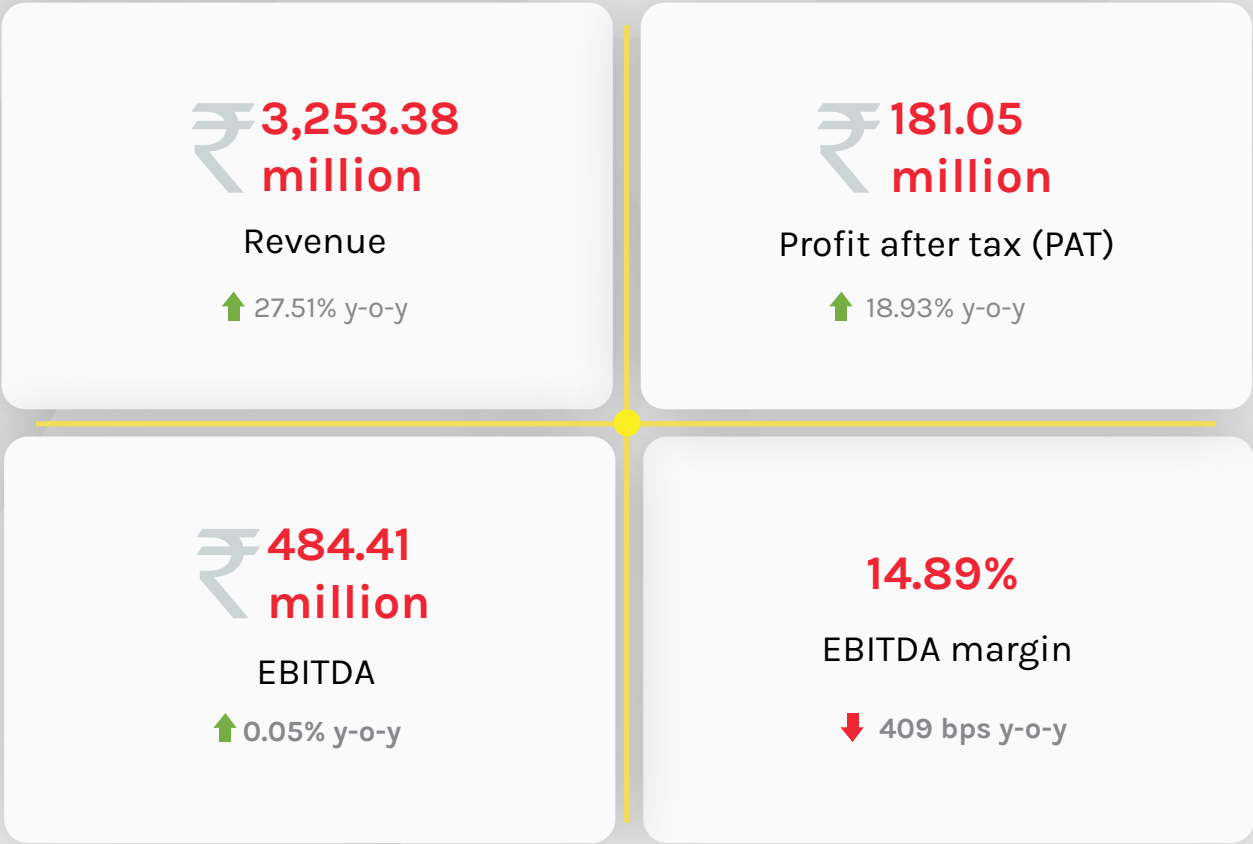 ₹ 3,253.38
million
Revenue
27.51% y-o-y
₹ 181.05
million
Profit after tax (PAT)
18.93% y-o-y
₹ 484.41
million
EBITDA
0.05% y-o-y
14.89%
EBITDA margin
409 bps y-o-y